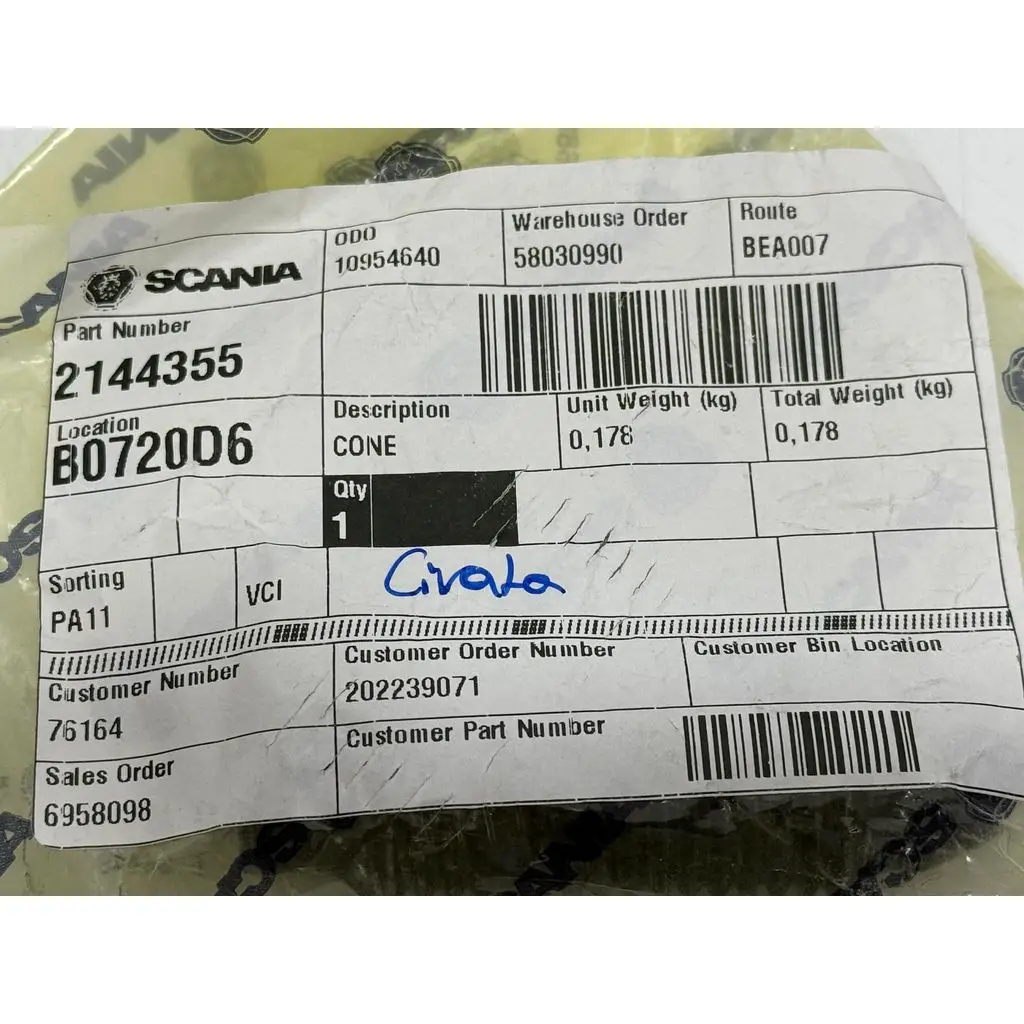 SCANIA
ODO
10954640
Warehouse Order
58030990
Route
BEA007
Part Number
2144355
Location
B0720D6
Description
CONE
Unit Weight (kg)
0,178
Total Weight (kg)
0,178
Qty
1
Sorting
PA11
VCI
Customer Number
76164
Customer Order Number
202239071
Customer Bin Location
Sales Order
6958098
Customer Part Number